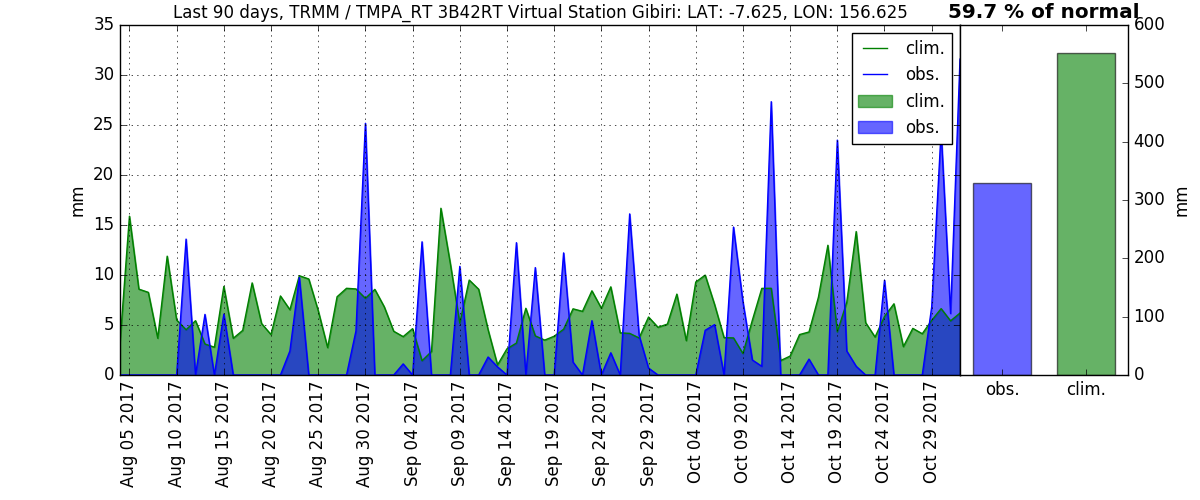 Last 90 days, TRMM / TMPA_RT 3B42RT Virtual Station Gibiri: LAT: -7.625, LON: 156.625
59.7 % of normal
35
30
25
20
15
10
5
0
mm
clim.
obs.
clim.
obs.
600
500
400
300
200
100
0
mm
obs.
clim.
Aug 05 2017
Aug 10 2017
Aug 15 2017
Aug 20 2017
Aug 25 2017
Aug 30 2017
Sep 04 2017
Sep 09 2017
Sep 14 2017
Sep 19 2017
Sep 24 2017
Sep 29 2017
Oct 04 2017
Oct 09 2017
Oct 14 2017
Oct 19 2017
Oct 24 2017
Oct 29 2017